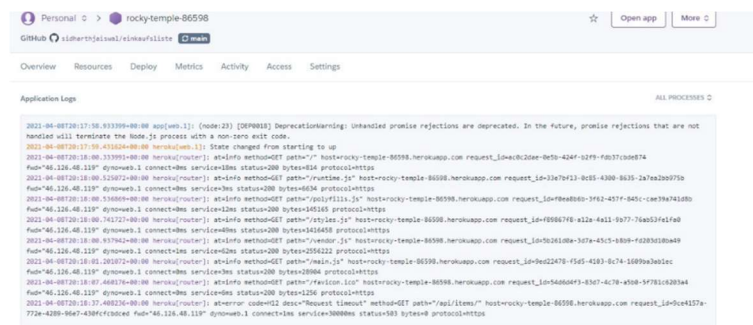 Personal > rocky-temple-86598 Open app More
GitHub sidharthjaiswal/einkaufsliste main
Overview Resources Deploy Metrics Activity Access Settings
Application Logs ALL PROCESSES
2021-04-08T20:17:58.933399+00:00 app[web.1]: (node:23) [DEP0018] DeprecationWarning: Unhandled promise rejections are deprecated. In the future, promise rejections that are not
handled will terminate the Node.js process with a non-zero exit code.
2021-04-08T20:17:59.431624+00:00 heroku[web.1]: State changed from starting to up
2021-04-08T20:18:00.333991+00:00 heroku[router]: at=info method=GET path="/" host=rocky-temple-86598.herokuapp.com
fwd="46.126.48.119" dyno=web.1 connect=0ms service=18ms status=200 bytes=814 protocol=https
2021-04-08T20:18:00.525072+00:00 heroku[router]: at=info method=GET path="/runtime.js" host=rocky-temple-86598.herokuapp.com
fwd="46.126.48.119" dyno=web.1 connect=0ms service=3ms status=200 bytes=6634 protocol=https
2021-04-08T20:18:00.536869+00:00 heroku[router]: at=info method=GET path="/polyfills.js" host=rocky-temple-86598.herokuapp.com
fwd="46.126.48.119" dyno=web.1 connect=1ms service=12ms status=200 bytes=145165 protocol=https
2021-04-08T20:18:00.741727+00:00 heroku[router]: at=info method=GET path="/styles.js" host=rocky-temple-86598.herokuapp.com
fwd="46.126.48.119" dyno=web.1 connect=0ms service=49ms status=200 bytes=1416458 protocol=https
2021-04-08T20:18:00.937942+00:00 heroku[router]: at=info method=GET path="/vendor.js" host=rocky-temple-86598.herokuapp.com
fwd="46.126.48.119" dyno=web.1 connect=0ms service=62ms status=200 bytes=2556222 protocol=https
2021-04-08T20:18:01.201872+00:00 heroku[router]: at=info method=GET path="/main.js" host=rocky-temple-86598.herokuapp.com
fwd="46.126.48.119" dyno=web.1 connect=0ms service=3ms status=200 bytes=28904 protocol=https
2021-04-08T20:18:07.460176+00:00 heroku[router]: at=info method=GET path="/favicon.ico" host=rocky-temple-86598.herokuapp.com
fwd="46.126.48.119" dyno=web.1 connect=0ms service=6ms status=200 bytes=1256 protocol=https
2021-04-08T20:18:37.408236+00:00 heroku[router]: at=error code=H12 desc="Request timeout" method=GET path="/api/items/" host=rocky-temple-86598.herokuapp.com
fwd="46.126.48.119" dyno=web.1 connect=1ms service=30000ms status=503 bytes=0 protocol=https